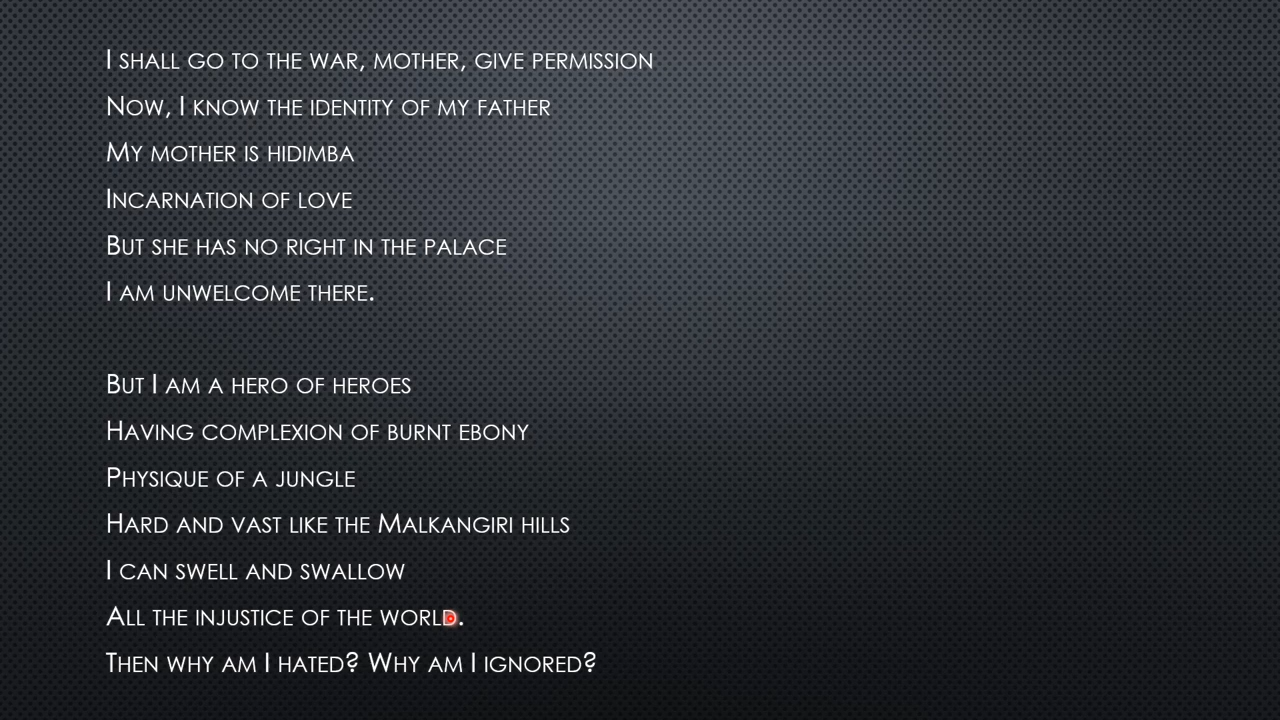 I shall go to the war, mother, give permission
Now, I know the identity of my father
My mother is hidimba
Incarnation of love
But she has no right in the palace
I am unwelcome there.
But I am a hero of heroes
Having complexion of burnt ebony
Physique of a jungle
Hard and vast like the Malkangiri hills
I can swell and swallow
All the injustice of the world.
Then why am I hated? Why am I ignored?